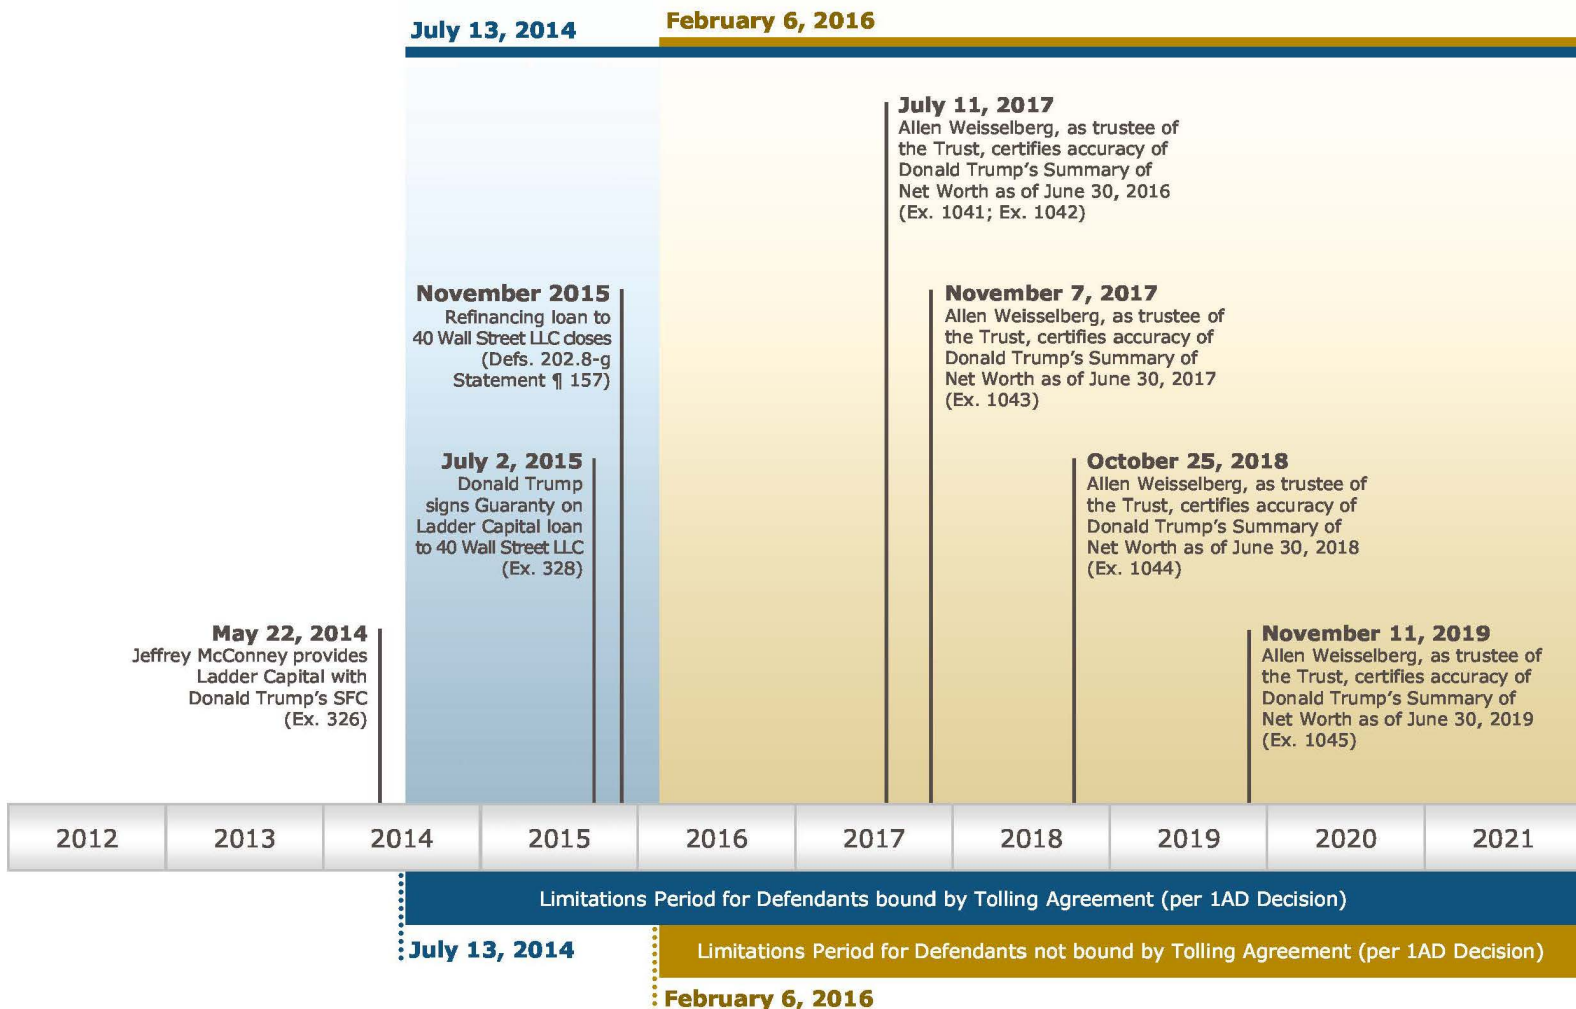 July 13, 2014
February 6, 2016
July 11, 2017
Allen Weisselberg, as trustee of
the Trust, certifies accuracy of
Donald Trump's Summary of
Net Worth as of June 30, 2016
(Ex. 1041; Ex. 1042)
November 2015
Refinancing loan to
40 Wall Street LLC closes
(Defs. 202.8-g
Statement ¶ 157)
November 7, 2017
Allen Weisselberg, as trustee of
the Trust, certifies accuracy of
Donald Trump's Summary of
Net Worth as of June 30, 2017
(Ex. 1043)
July 2, 2015
Donald Trump
signs Guaranty on
Ladder Capital loan
to 40 Wall Street LLC
(Ex. 328)
October 25, 2018
Allen Weisselberg, as trustee of
the Trust, certifies accuracy of
Donald Trump's Summary of
Net Worth as of June 30, 2018
(Ex. 1044)
May 22, 2014
Jeffrey McConney provides
Ladder Capital with
Donald Trump's SFC
(Ex. 326)
November 11, 2019
Allen Weisselberg, as trustee of
the Trust, certifies accuracy of
Donald Trump's Summary of
Net Worth as of June 30, 2019
(Ex. 1045)
2012 2013 2014 2015 2016 2017 2018 2019 2020 2021
Limitations Period for Defendants bound by Tolling Agreement (per 1AD Decision)
July 13, 2014
Limitations Period for Defendants not bound by Tolling Agreement (per 1AD Decision)
February 6, 2016